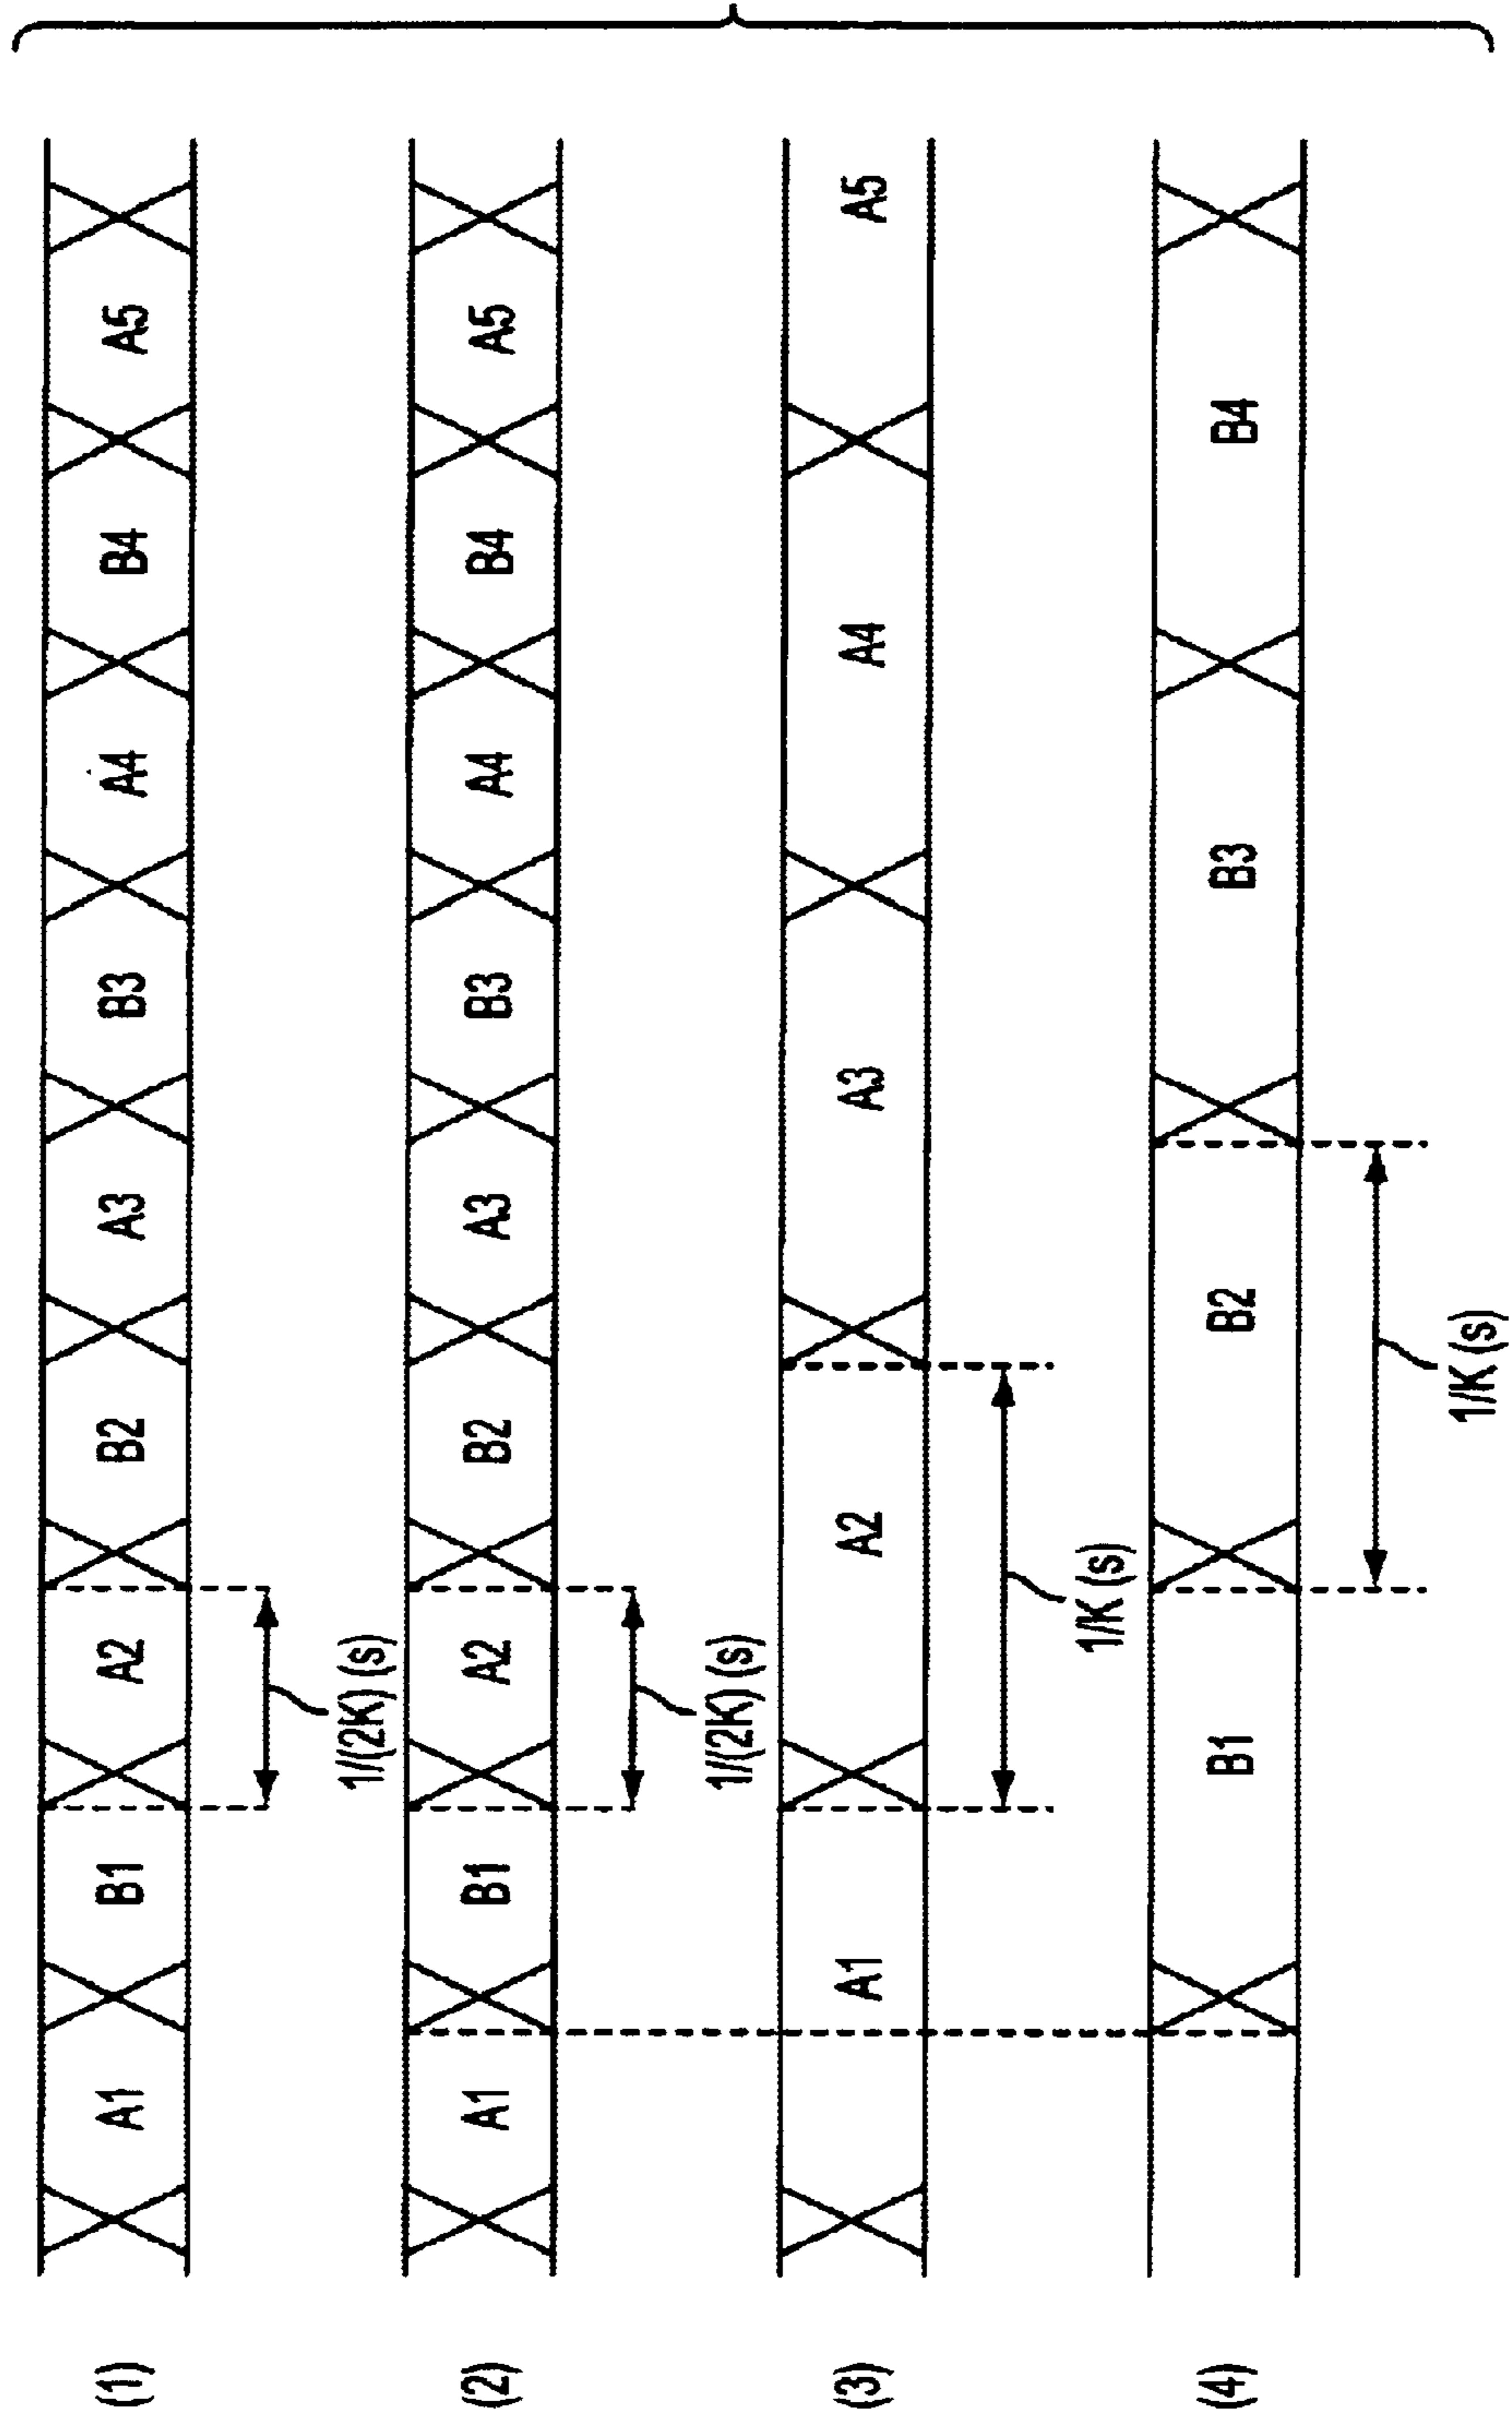 (1) A1 B1 A2 B2 A3 B3 A4 B4 A5
1/(2K) (s)
(2) A1 B1 A2 B2 A3 B3 A4 B4 A5
1/(2K) (s)
(3) A1 A2 A3 A4 A5
1/K (s)
(4) B1 B2 B3 B4
1/K (s)